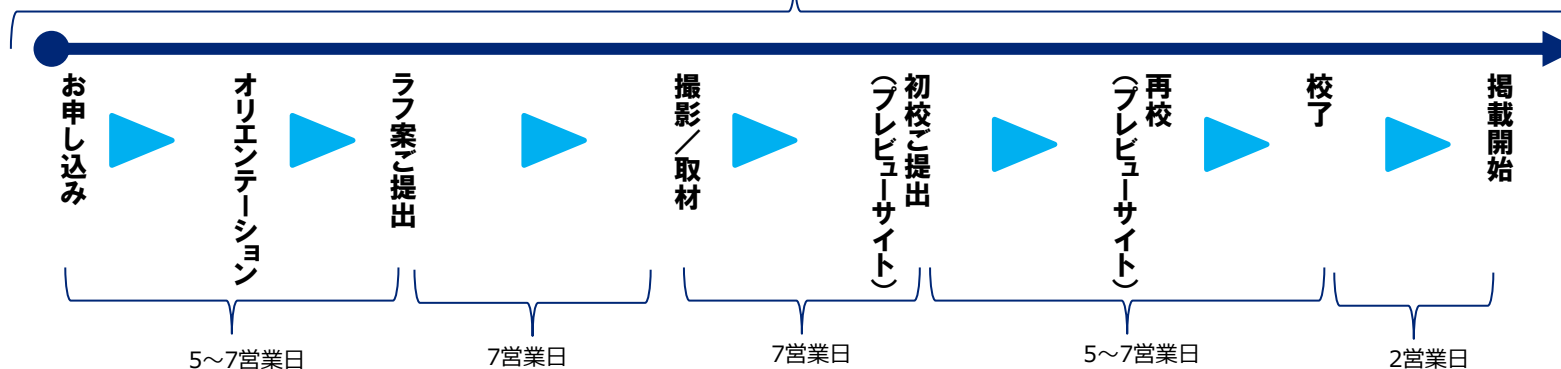 お申し込み
オリエンテーション
ラフ案ご提出
撮影／取材
初校ご提出
（プレビューサイト）
再校
（プレビューサイト）
校了
掲載開始
5～7営業日
7営業日
7営業日
5～7営業日
2営業日